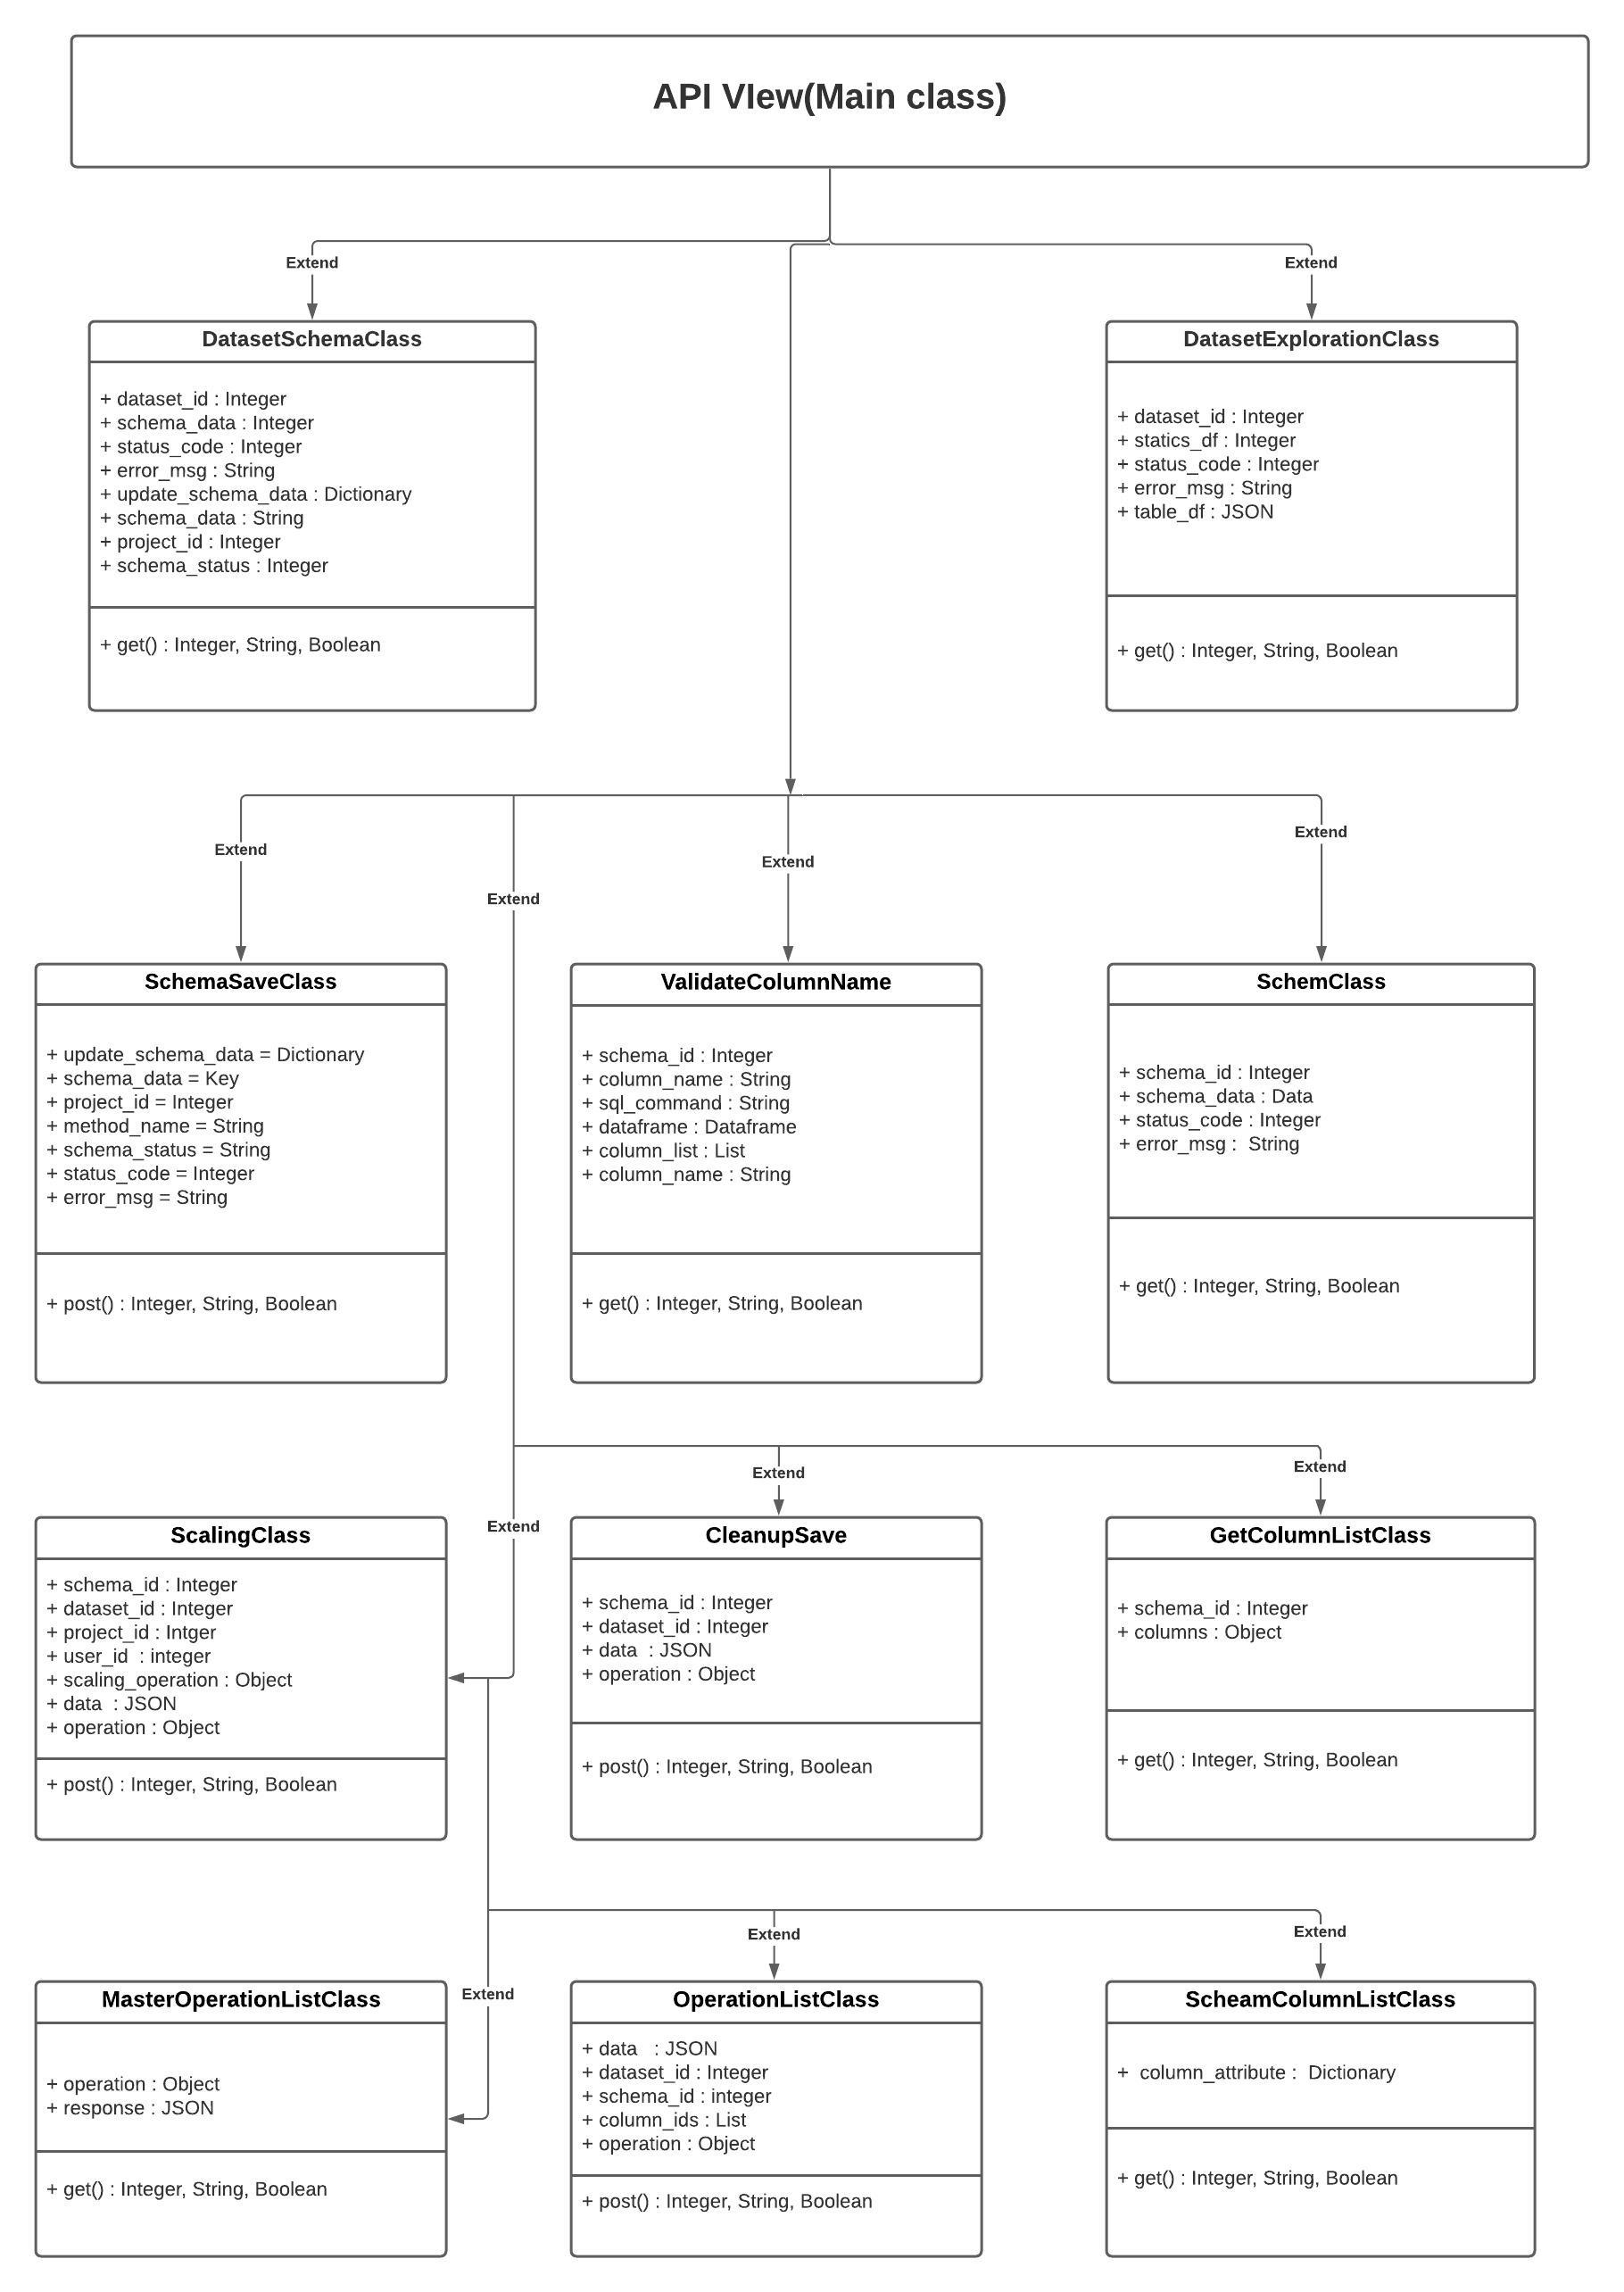 API VIew(Main class)
Extend
Extend
DatasetSchemaClass
+ dataset_id : Integer
+ schema_data : Integer
+ status_code : Integer
+ error_msg : String
+ update_schema_data : Dictionary
+ schema_data : String
+ project_id : Integer
+ schema_status : Integer
+ get() : Integer, String, Boolean
DatasetExplorationClass
+ dataset_id : Integer
+ statics_df : Integer
+ status_code : Integer
+ error_msg : String
+ table_df : JSON
+ get() : Integer, String, Boolean
Extend
Extend
Extend
Extend
SchemaSaveClass
+ update_schema_data = Dictionary
+ schema_data = Key
+ project_id = Integer
+ method_name = String
+ schema_status = String
+ status_code = Integer
+ error_msg = String
+ post() : Integer, String, Boolean
ValidateColumnName
+ schema_id : Integer
+ column_name : String
+ sql_command : String
+ dataframe : Dataframe
+ column_list : List
+ column_name : String
+ get() : Integer, String, Boolean
SchemClass
+ schema_id : Integer
+ schema_data : Data
+ status_code : Integer
+ error_msg :  String
+ get() : Integer, String, Boolean
Extend
Extend
Extend
ScalingClass
+ schema_id : Integer
+ dataset_id : Integer
+ project_id : Intger
+ user_id  : integer
+ scaling_operation : Object
+ data  : JSON
+ operation : Object
+ post() : Integer, String, Boolean
CleanupSave
+ schema_id : Integer
+ dataset_id : Integer
+ data  : JSON
+ operation : Object
+ post() : Integer, String, Boolean
GetColumnListClass
+ schema_id : Integer
+ columns : Object
+ get() : Integer, String, Boolean
Extend
Extend
Extend
MasterOperationListClass
+ operation : Object
+ response : JSON
+ get() : Integer, String, Boolean
OperationListClass
+ data   : JSON
+ dataset_id : Integer
+ schema_id : integer
+ column_ids : List
+ operation : Object
+ post() : Integer, String, Boolean
ScheamColumnListClass
+  column_attribute :  Dictionary
+ get() : Integer, String, Boolean